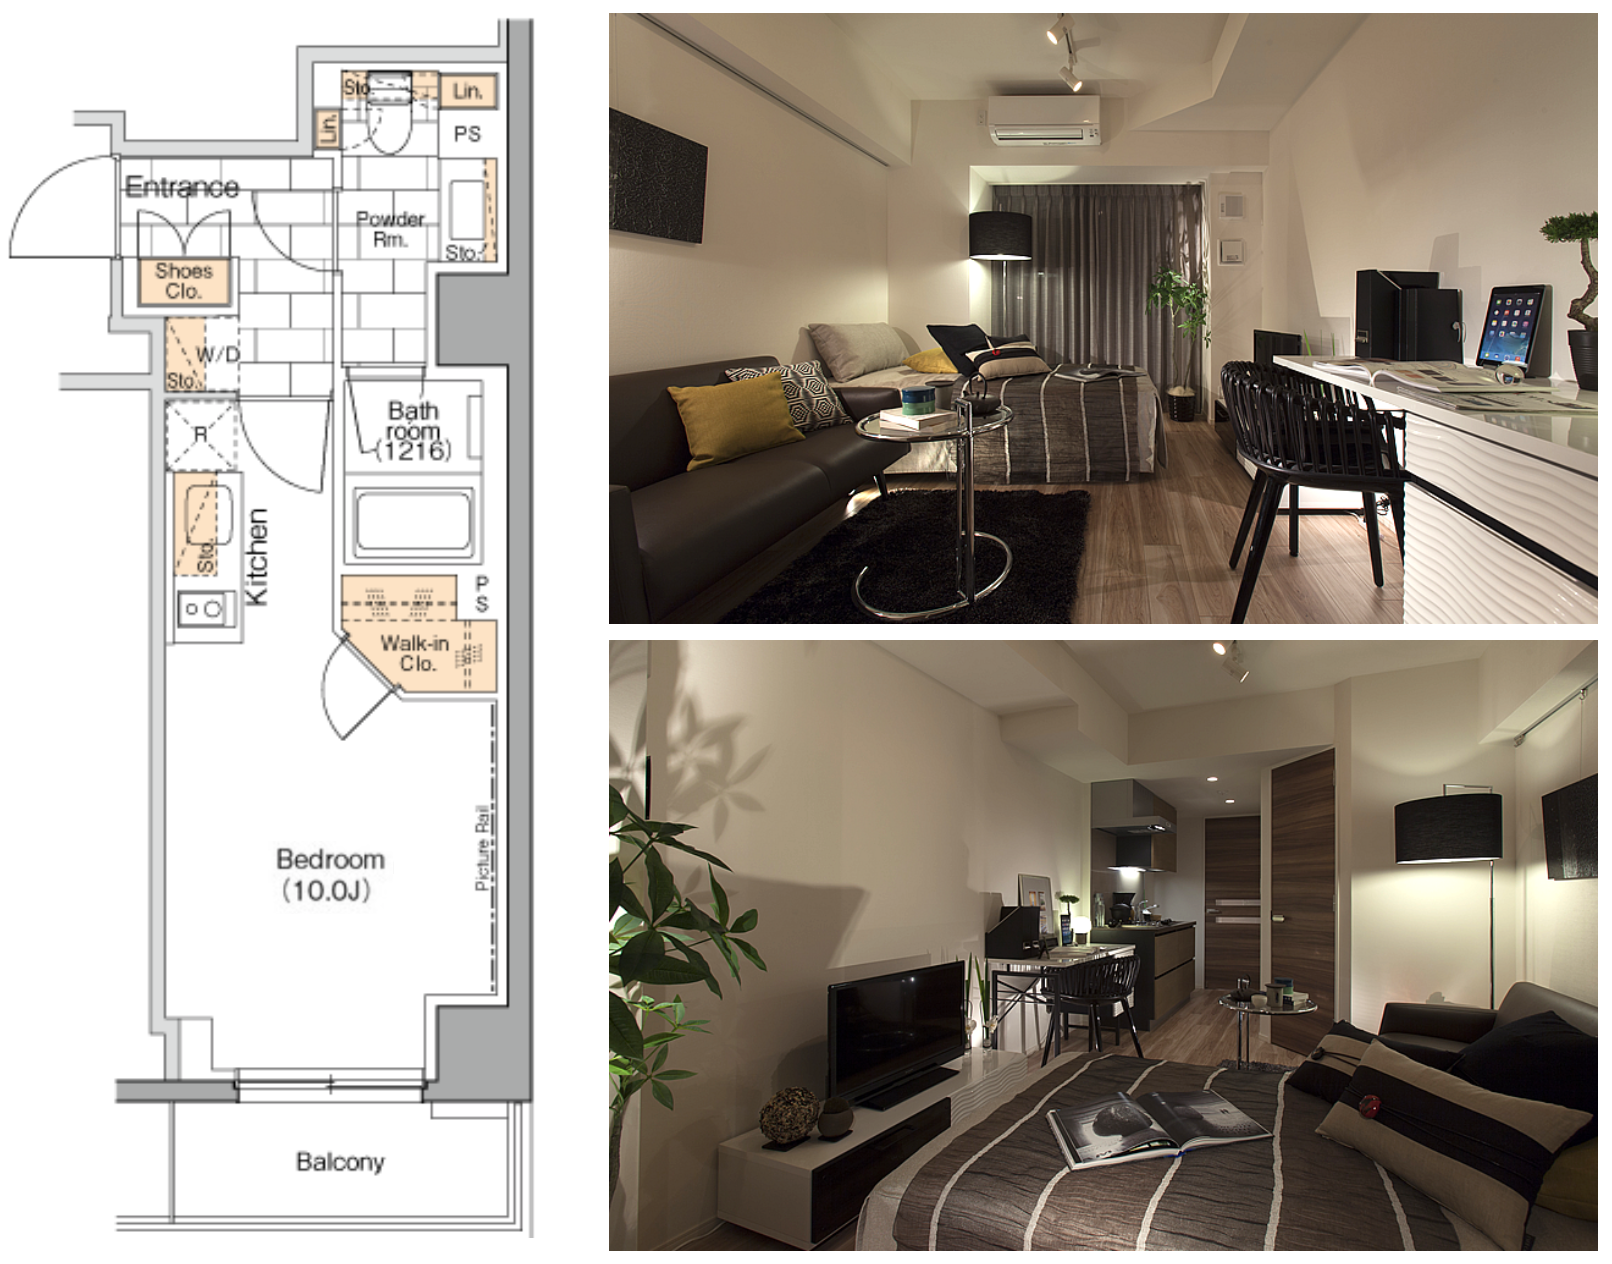 Sto
Lin.
Lin.
PS
Entrance
Powder
Rm.
Sto.
Shoes
Clo.
W/D
Sto.
R
Bath
room
(1216)
Kitchen
Sto.
P
S
Walk-in
Clo.
Picture Rail
Bedroom
(10.0J)
Balcony